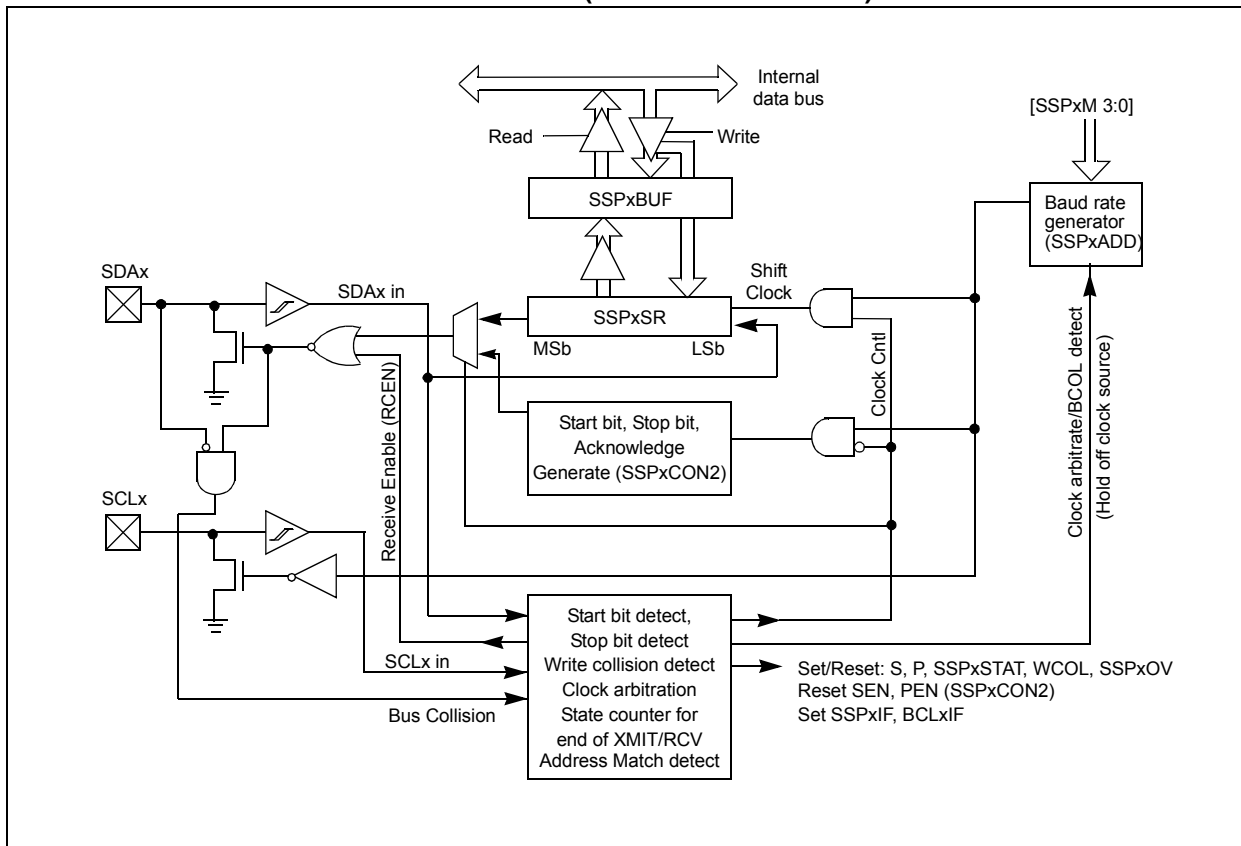 Internal
data bus
[SSPxM 3:0]
Read
Write
SSPxBUF
Baud rate
generator
(SSPxADD)
SDAx
SDAx in
Shift
Clock
SSPxSR
MSb
LSb
Receive Enable (RCEN)
Clock Cntl
Clock arbitrate/BCOL detect
(Hold off clock source)
Start bit, Stop bit,
Acknowledge
Generate (SSPxCON2)
SCLx
SCLx in
Bus Collision
Start bit detect,
Stop bit detect
Write collision detect
Clock arbitration
State counter for
end of XMIT/RCV
Address Match detect
Set/Reset: S, P, SSPxSTAT, WCOL, SSPxOV
Reset SEN, PEN (SSPxCON2)
Set SSPxIF, BCLxIF